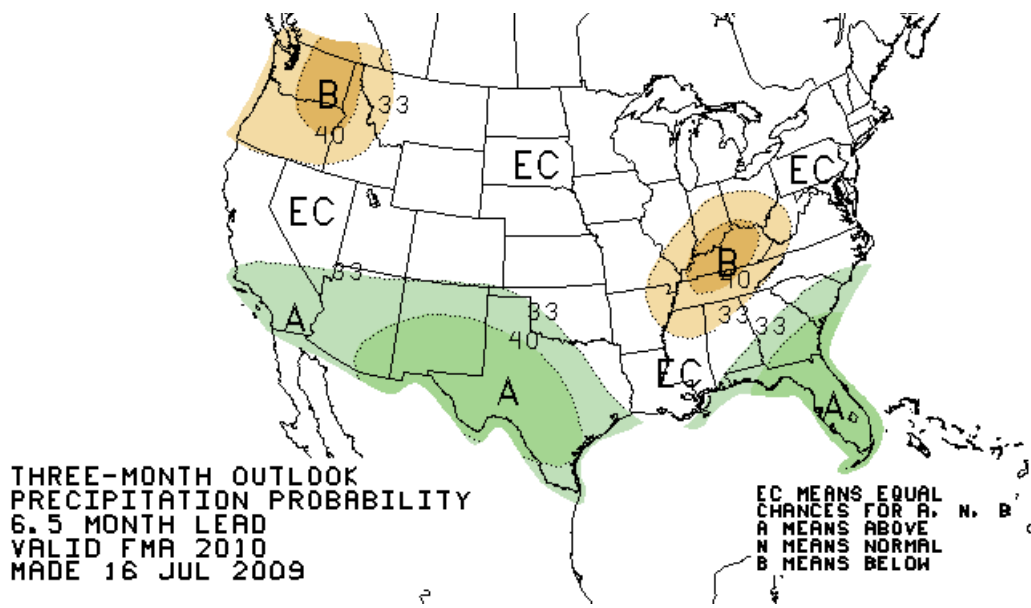 B
33
40
EC
EC
EC
B
40
33
33
A
33
33
40
EC
A
A
THREE-MONTH OUTLOOK
PRECIPITATION PROBABILITY
6.5 MONTH LEAD
VALID FMA 2010
MADE 16 JUL 2009
EC MEANS EQUAL
CHANCES FOR A, N, B
A MEANS ABOVE
N MEANS NORMAL
B MEANS BELOW